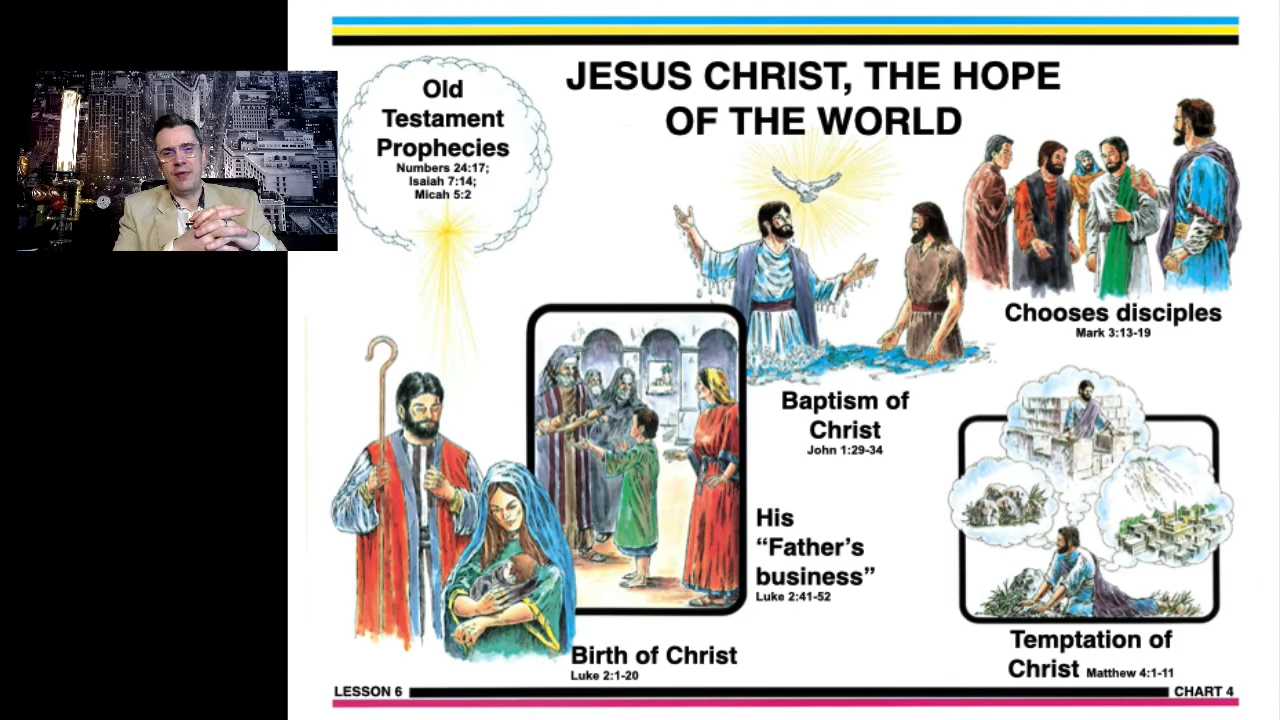 JESUS CHRIST, THE HOPE
OF THE WORLD
Old
Testament
Prophecies
Numbers 24:17;
Isaiah 7:14;
Micah 5:2
Chooses disciples
Mark 3:13-19
Baptism of
Christ
John 1:29-34
His
“Father’s
business”
Luke 2:41-52
Birth of Christ
Luke 2:1-20
Temptation of
Christ Matthew 4:1-11
LESSON 6
CHART 4